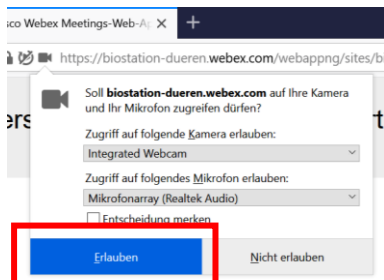 sco Webex Meetings-Web-Ap
https://biostation-dueren.webex.com/webappng/sites/b
Soll biostation-dueren.webex.com auf Ihre Kamera
und Ihr Mikrofon zugreifen dürfen?
Zugriff auf folgende Kamera erlauben:
Integrated Webcam
Zugriff auf folgendes Mikrofon erlauben:
Mikrofonarray (Realtek Audio)
Entscheidung merken
Erlauben
Nicht erlauben